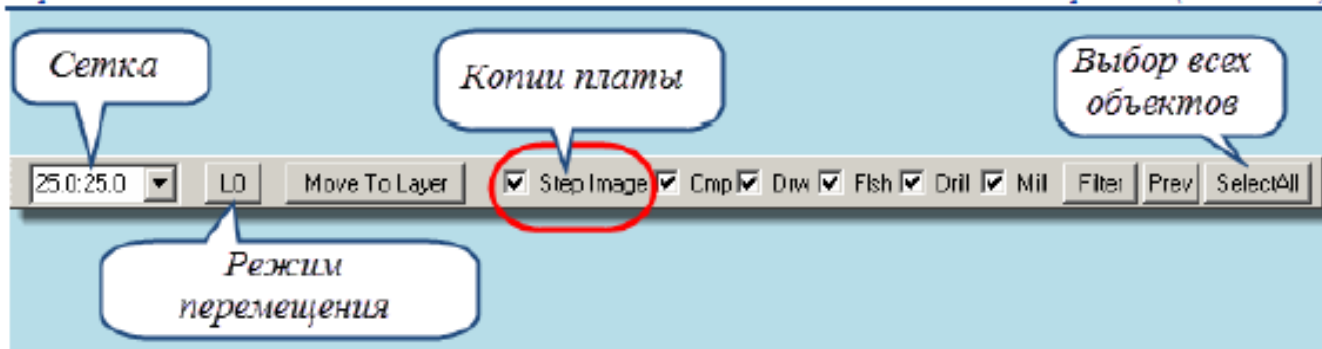 Сетка
Копии платы
Выбор всех
объектов
25.0:25.0 L0 Move To Layer Step Image Cmp Drw Flsh Drill Mill Filter Prev SelectAll
Режим
перемещения